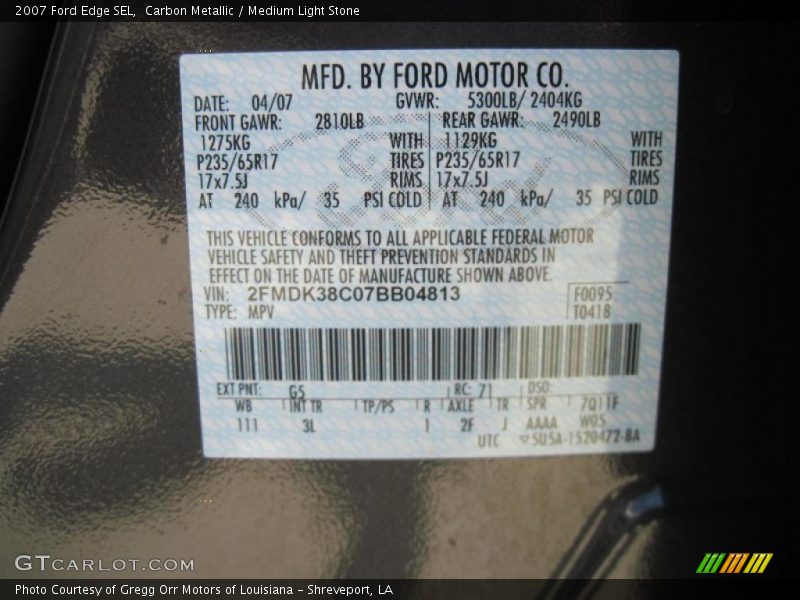 2007 Ford Edge SEL,  Carbon Metallic / Medium Light Stone
MFD. BY FORD MOTOR CO.
DATE: 04/07 GVWR: 5300LB/ 2404KG
FRONT GAWR: 2810LB REAR GAWR: 2490LB
1275KG WITH 1129KG WITH
P235/65R17 TIRES P235/65R17 TIRES
17x7.5J RIMS 17x7.5J RIMS
AT 240 kPa/ 35 PSI COLD AT 240 kPa/ 35 PSI COLD
THIS VEHICLE CONFORMS TO ALL APPLICABLE FEDERAL MOTOR
VEHICLE SAFETY AND THEFT PREVENTION STANDARDS IN
EFFECT ON THE DATE OF MANUFACTURE SHOWN ABOVE.
VIN: 2FMDK38C07BB04813 F0095
TYPE: MPV T0418
EXT PNT: G5 RC: 71 DSO:
WB INT TR TP/PS R AXLE TR SPR 7Q11F
111 3L 1 2F J AAAA W05
UTC 5U5A-1520472-BA
GTCARLOT.COM
Photo Courtesy of Gregg Orr Motors of Louisiana - Shreveport, LA